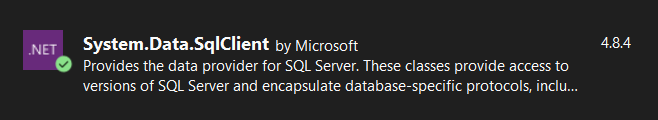 .NET
System.Data.SqlClient by Microsoft 4.8.4
Provides the data provider for SQL Server. These classes provide access to
versions of SQL Server and encapsulate database-specific protocols, inclu...